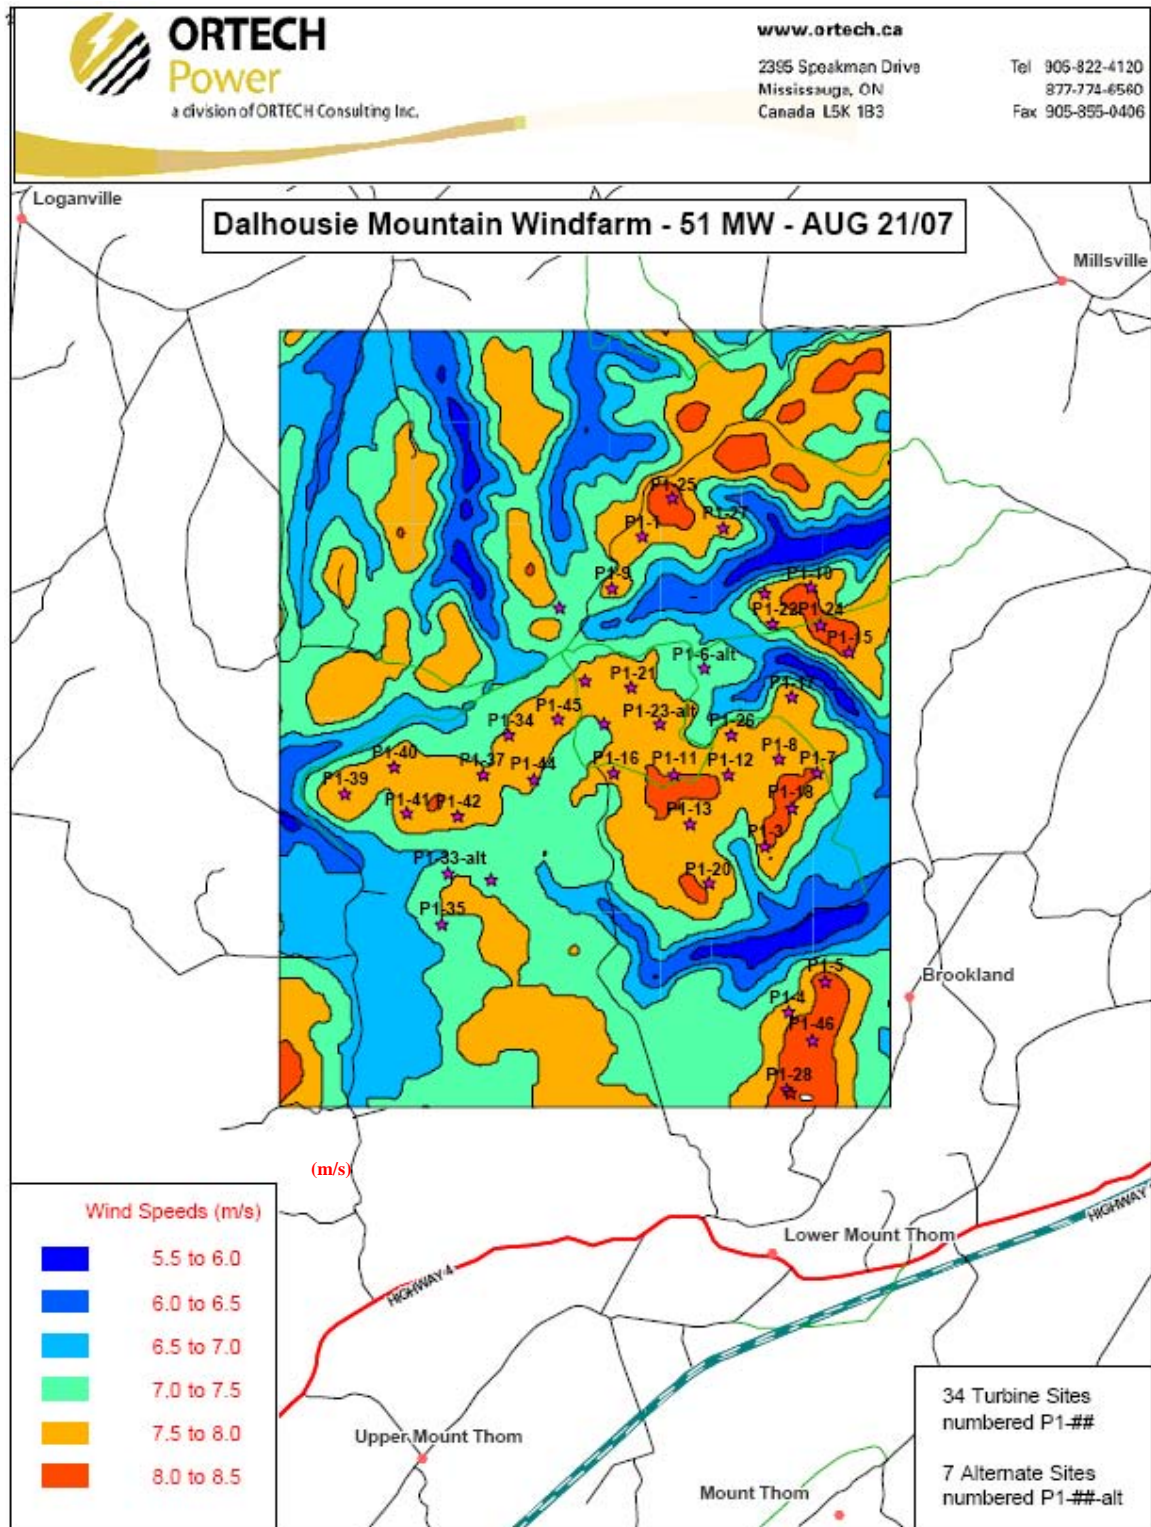 ORTECH
Power
a division of ORTECH Consulting Inc.
www.ortech.ca
2395 Speakman Drive
Mississauga, ON
Canada L5K 1B3
Tel 905-822-4120
877-774-6560
Fax 905-855-0406
Loganville
Dalhousie Mountain Windfarm - 51 MW - AUG 21/07
Millsville
P1-25
P1-1
P1-27
P1-9
P1-10
P1-22
P1-24
P1-15
P1-6-alt
P1-21
P1-17
P1-45
P1-23-alt
P1-34
P1-26
P1-40
P1-37
P1-44
P1-16
P1-11
P1-12
P1-8
P1-7
P1-39
P1-41
P1-42
P1-13
P1-18
P1-3
P1-33-alt
P1-20
P1-35
P1-5
Brookland
P1-4
P1-46
P1-28
(m/s)
Wind Speeds (m/s)
5.5 to 6.0
6.0 to 6.5
6.5 to 7.0
7.0 to 7.5
7.5 to 8.0
8.0 to 8.5
HIGHWAY 4
HIGHWAY
Lower Mount Thom
Upper Mount Thom
Mount Thom
34 Turbine Sites
numbered P1-##
7 Alternate Sites
numbered P1-##-alt